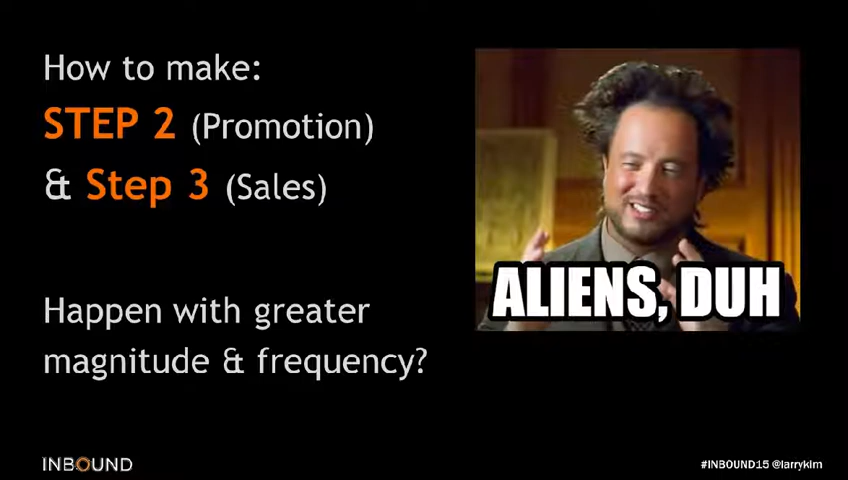 How to make:
STEP 2 (Promotion)
& Step 3 (Sales)
Happen with greater
magnitude & frequency?
ALIENS, DUH
INBOUND
#INBOUND15 @larrykim